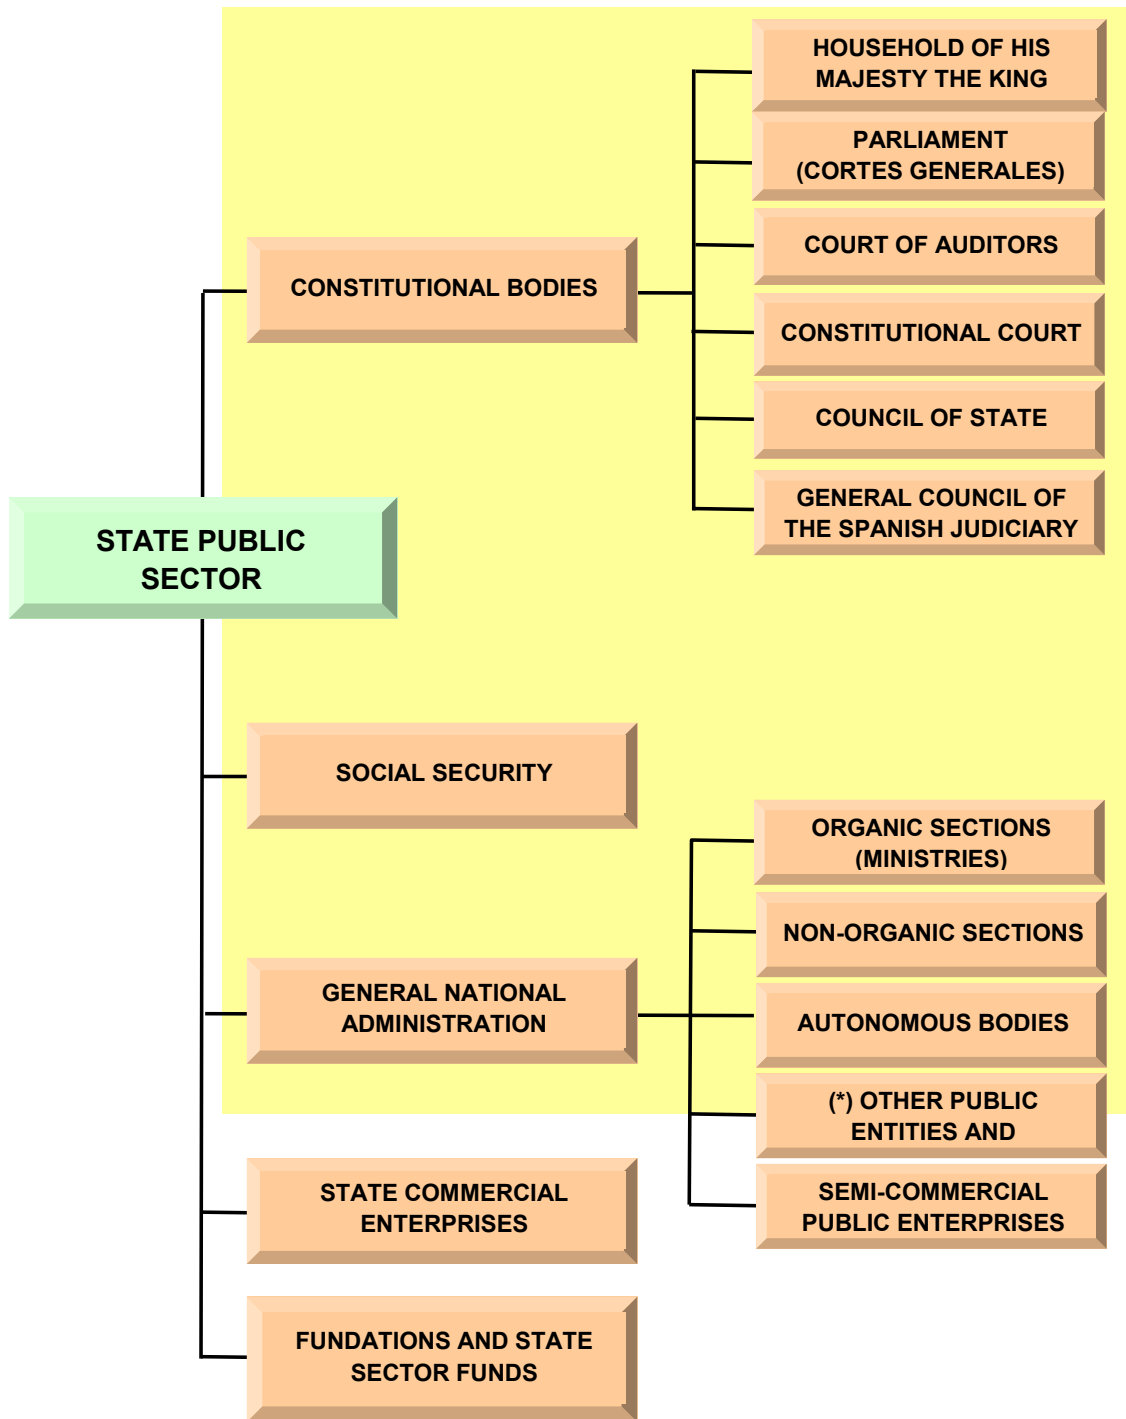 STATE PUBLIC
SECTOR
CONSTITUTIONAL BODIES
HOUSEHOLD OF HIS
MAJESTY THE KING
PARLIAMENT
(CORTES GENERALES)
COURT OF AUDITORS
CONSTITUTIONAL COURT
COUNCIL OF STATE
GENERAL COUNCIL OF
THE SPANISH JUDICIARY
SOCIAL SECURITY
GENERAL NATIONAL
ADMINISTRATION
ORGANIC SECTIONS
(MINISTRIES)
NON-ORGANIC SECTIONS
AUTONOMOUS BODIES
(*) OTHER PUBLIC
ENTITIES AND
SEMI-COMMERCIAL
PUBLIC ENTERPRISES
STATE COMMERCIAL
ENTERPRISES
FUNDATIONS AND STATE
SECTOR FUNDS